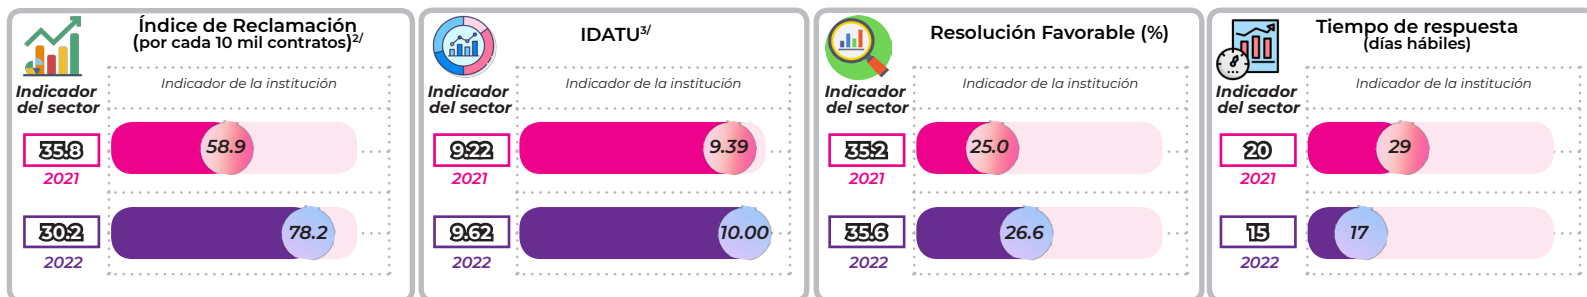 Índice de Reclamación
(por cada 10 mil contratos)2/
Indicador de la institución
Indicador
del sector
35.8
58.9
2021
30.2
78.2
2022
IDATU3/
Indicador de la institución
Indicador
del sector
9.22
9.39
2021
9.62
10.00
2022
Resolución Favorable (%)
Indicador de la institución
Indicador
del sector
35.2
25.0
2021
35.6
26.6
2022
Tiempo de respuesta
(días hábiles)
Indicador de la institución
Indicador
del sector
20
29
2021
15
17
2022